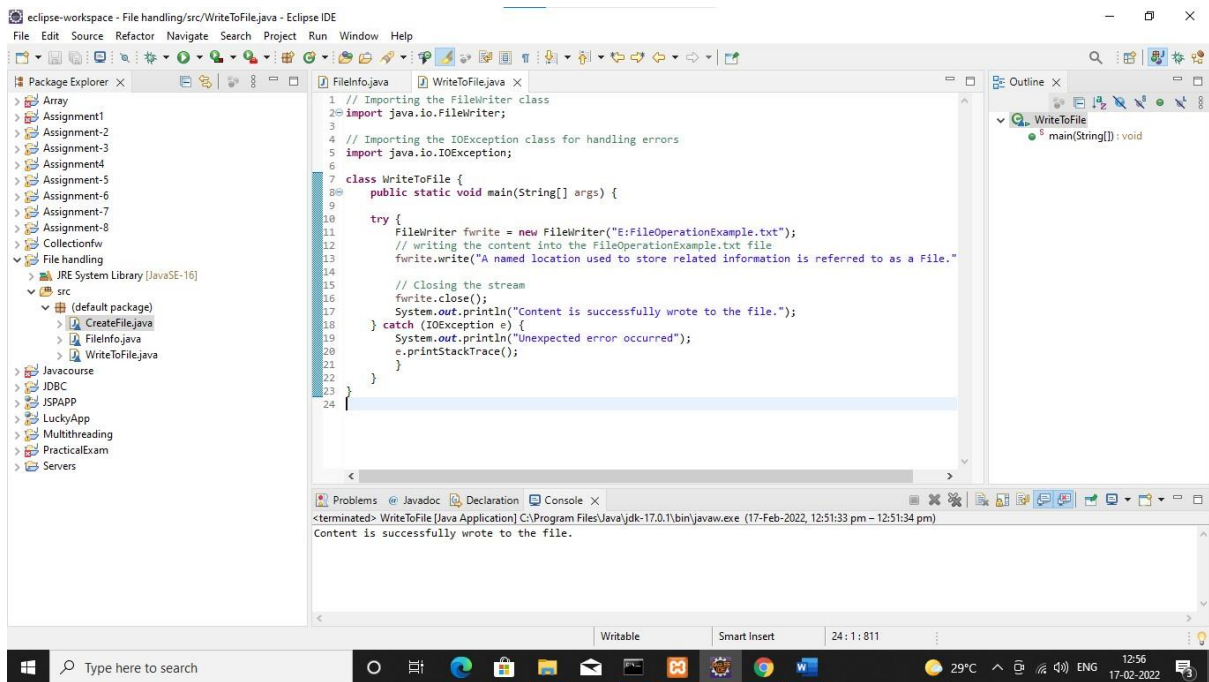 eclipse-workspace - File handling/src/WriteToFile.java - Eclipse IDE
File Edit Source Refactor Navigate Search Project Run Window Help
Package Explorer
Array
Assignment1
Assignment-2
Assignment-3
Assignment4
Assignment-5
Assignment-6
Assignment-7
Assignment-8
Collectionfw
File handling
JRE System Library [JavaSE-16]
src
(default package)
CreateFile.java
FileInfo.java
WriteToFile.java
Javacourse
JDBC
JSPAPP
LuckyApp
Multithreading
PracticalExam
Servers
FileInfo.java WriteToFile.java
1 // Importing the FileWriter class
2 import java.io.FileWriter;
3
4 // Importing the IOException class for handling errors
5 import java.io.IOException;
6
7 class WriteToFile {
8 public static void main(String[] args) {
9
10 try {
11 FileWriter fwrite = new FileWriter("E:FileOperationExample.txt");
12 // writing the content into the FileOperationExample.txt file
13 fwrite.write("A named location used to store related information is referred to as a File."
14
15 // Closing the stream
16 fwrite.close();
17 System.out.println("Content is successfully wrote to the file.");
18 } catch (IOException e) {
19 System.out.println("Unexpected error occurred");
20 e.printStackTrace();
21 }
22 }
23 }
24
Outline
WriteToFile
S main(String[]) : void
Problems @ Javadoc Declaration Console
<terminated> WriteToFile [Java Application] C:\Program Files\Java\jdk-17.0.1\bin\javaw.exe (17-Feb-2022, 12:51:33 pm – 12:51:34 pm)
Content is successfully wrote to the file.
Writable Smart Insert 24 : 1 : 811
Type here to search
29°C ENG 12:56
17-02-2022